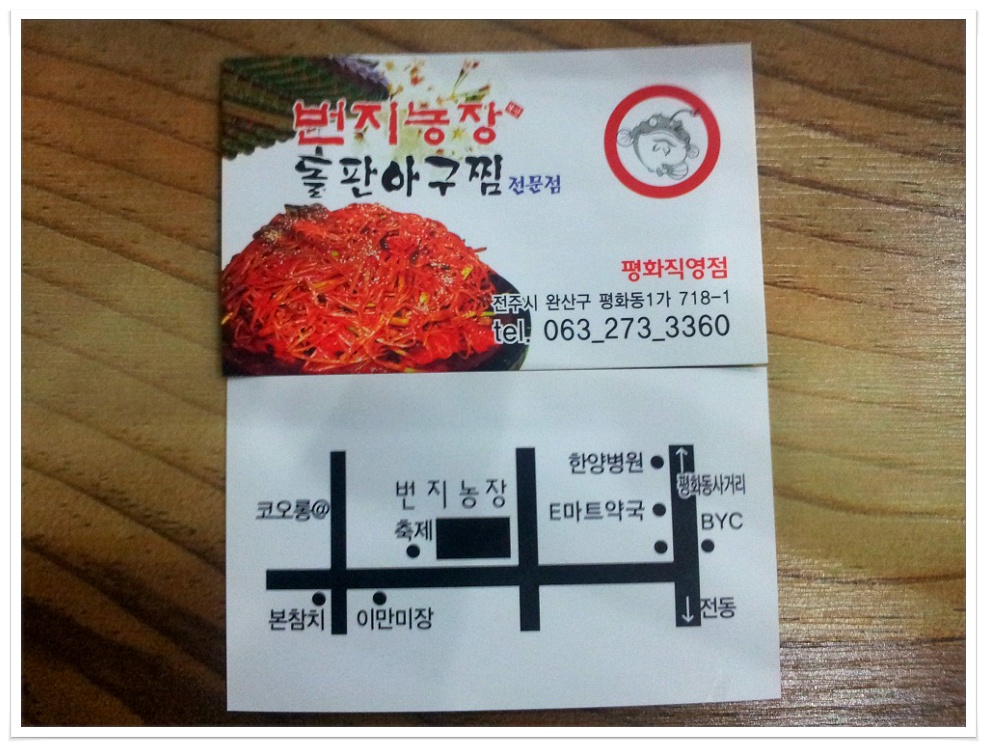 번지농장
돌판아구찜 전문점
평화직영점
전주시 완산구 평화동1가 718-1
tel. 063_273_3360
한양병원
평화동사거리
번지농장
코오롱@
E마트약국
BYC
축제
본참치
이만미장
전동